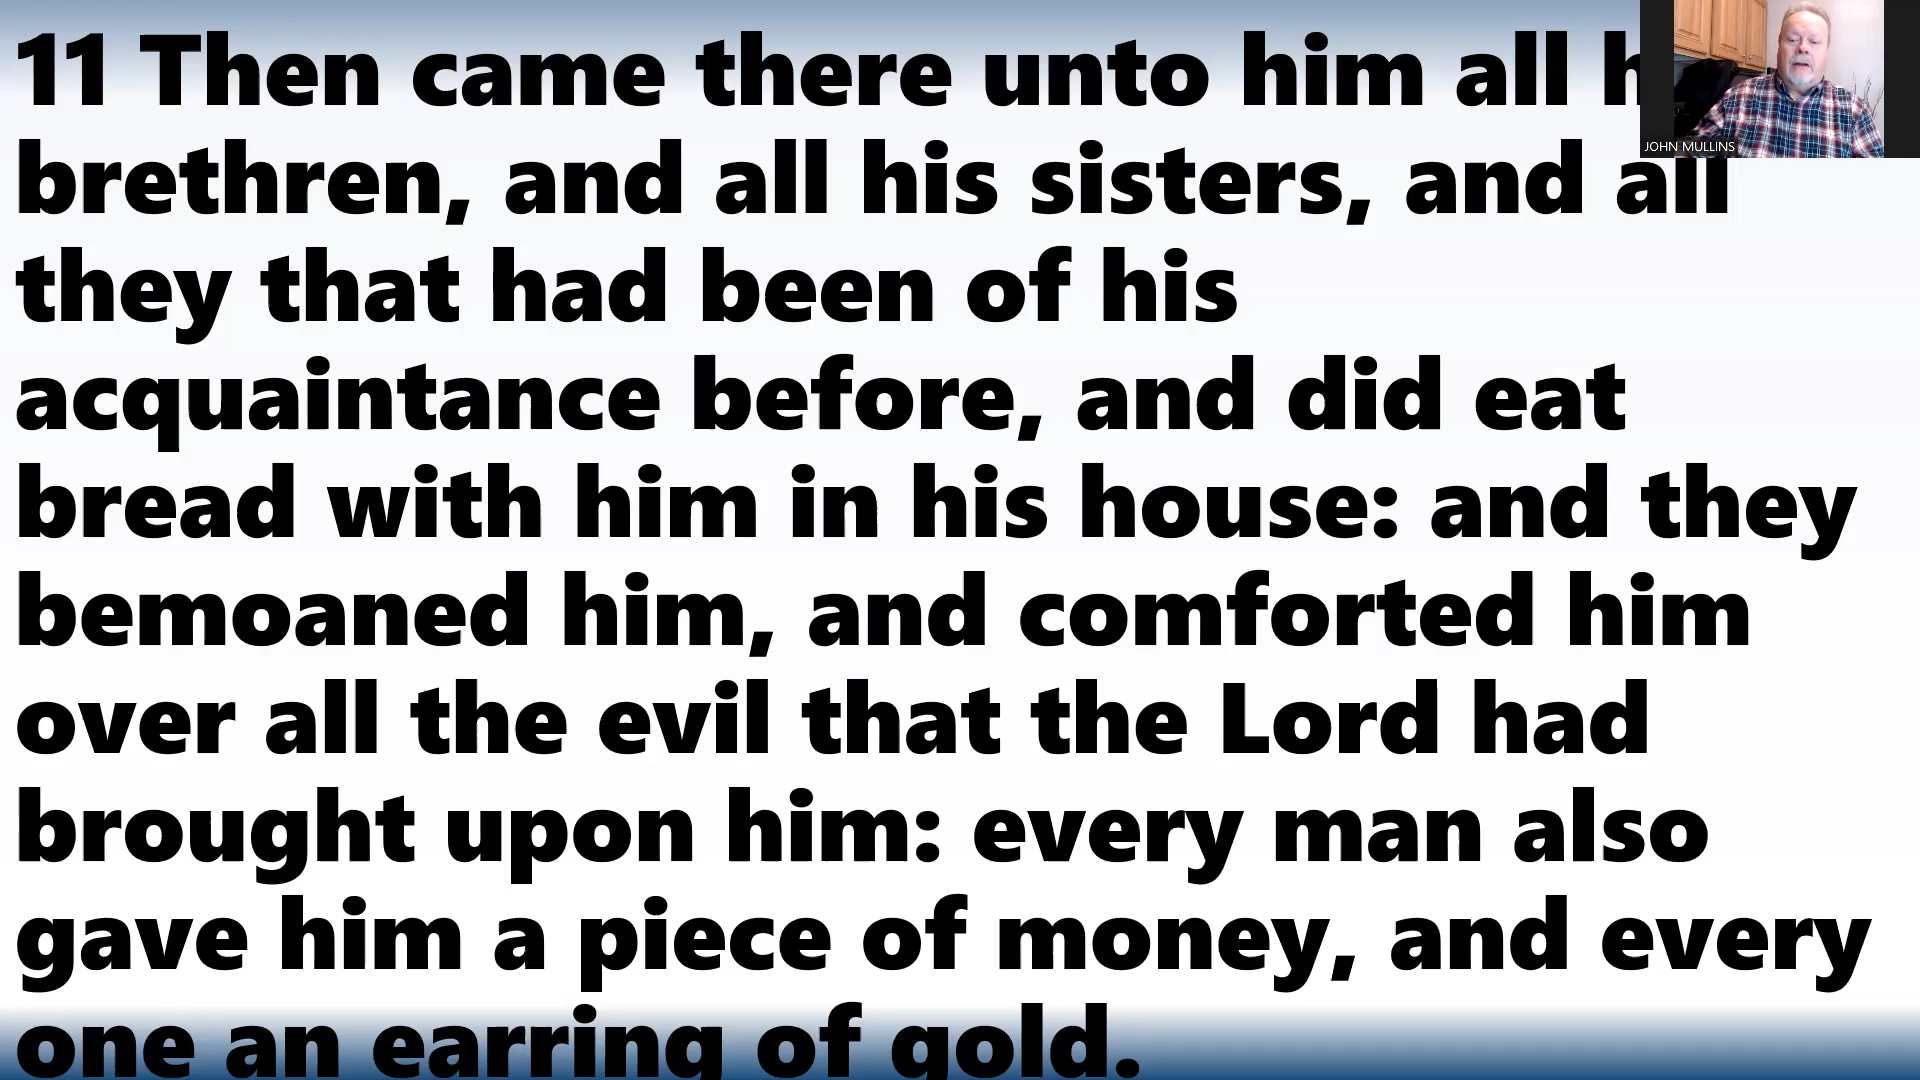 11 Then came there unto him all
brethren, and all his sisters, and all
they that had been of his
acquaintance before, and did eat
bread with him in his house: and they
bemoaned him, and comforted him
over all the evil that the Lord had
brought upon him: every man also
gave him a piece of money, and every
one an earring of gold.
JOHN MULLINS